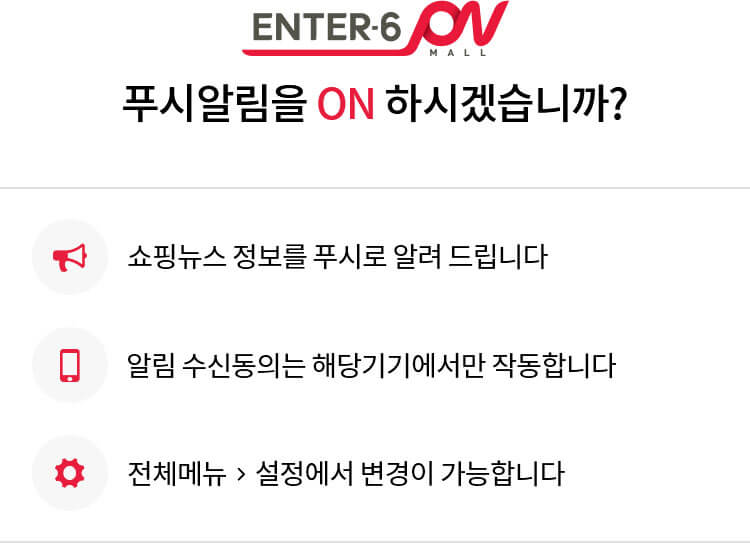 ENTER-6 ON
MALL
푸시알림을 ON 하시겠습니까?
쇼핑뉴스 정보를 푸시로 알려 드립니다
알림 수신동의는 해당기기에서만 작동합니다
전체메뉴 > 설정에서 변경이 가능합니다